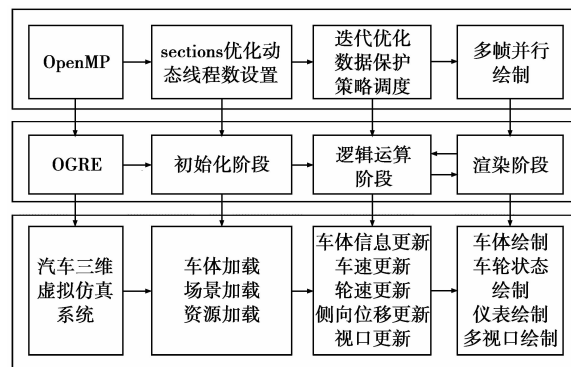 OpenMP
sections优化动
态线程数设置
迭代优化
数据保护
策略调度
多帧并行
绘制
OGRE
初始化阶段
逻辑运算
阶段
渲染阶段
汽车三维
虚拟仿真
系统
车体加载
场景加载
资源加载
车体信息更新
车速更新
轮速更新
侧向位移更新
视口更新
车体绘制
车轮状态
绘制
仪表绘制
多视口绘制